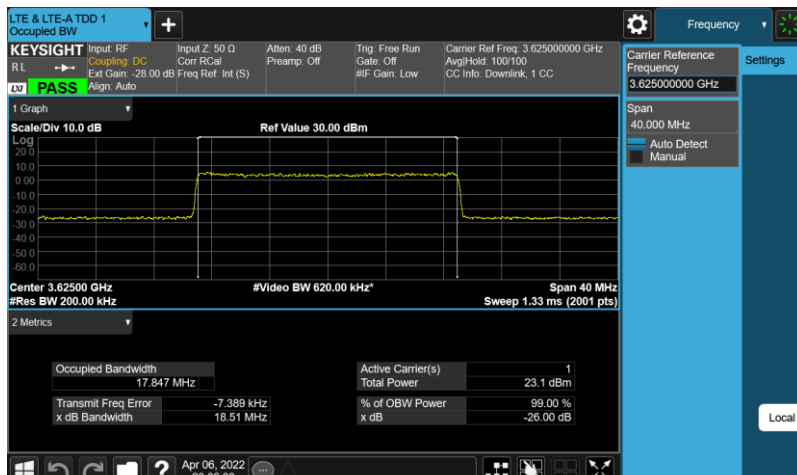 LTE & LTE-A TDD 1
Occupied BW
Frequency
KEYSIGHT
RL
LXI PASS
Input: RF
Coupling: DC
Ext Gain: -28.00 dB
Align: Auto
Input Z: 50 Ω
Corr RCal
Freq Ref: Int (S)
Atten: 40 dB
Preamp: Off
Trig: Free Run
Gate: Off
#IF Gain: Low
Carrier Ref Freq: 3.625000000 GHz
Avg|Hold: 100/100
CC Info: Downlink, 1 CC
Carrier Reference
Frequency
3.625000000 GHz
Span
40.000 MHz
Auto Detect
Manual
Settings
1 Graph
Scale/Div 10.0 dB
Ref Value 30.00 dBm
Log
20.0
10.0
0.00
-10.0
-20.0
-30.0
-40.0
-50.0
-60.0
Center 3.62500 GHz
#Video BW 620.00 kHz*
Span 40 MHz
#Res BW 200.00 kHz
Sweep 1.33 ms (2001 pts)
2 Metrics
Occupied Bandwidth
17.847 MHz
Transmit Freq Error -7.389 kHz
x dB Bandwidth 18.51 MHz
Active Carrier(s) 1
Total Power 23.1 dBm
% of OBW Power 99.00 %
x dB -26.00 dB
Local
Apr 06, 2022